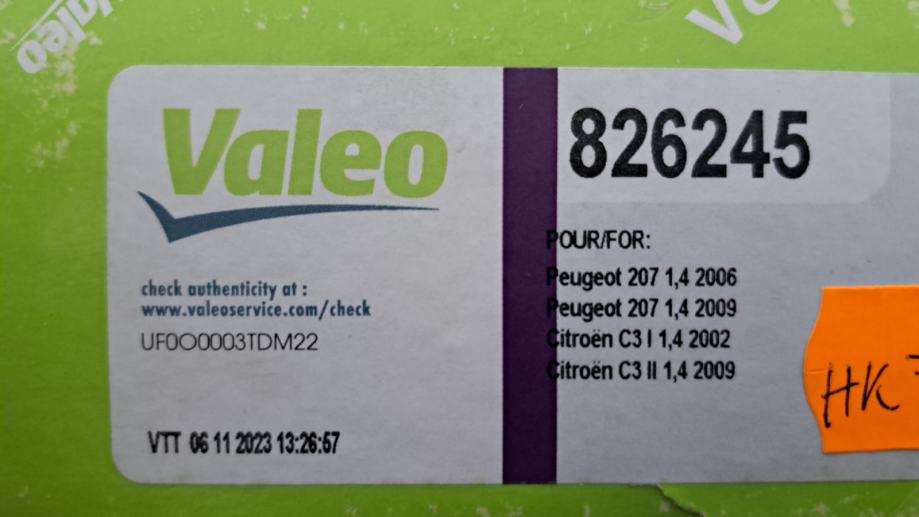 Valeo
826245
POUR/FOR:
Peugeot 207 1,4 2006
Peugeot 207 1,4 2009
Citroën C3 I 1,4 2002
Citroën C3 II 1,4 2009
check authenticity at :
www.valeoservice.com/check
UF0O0003TDM22
VTT 06 11 2023 13:26:57
HK
Valeo